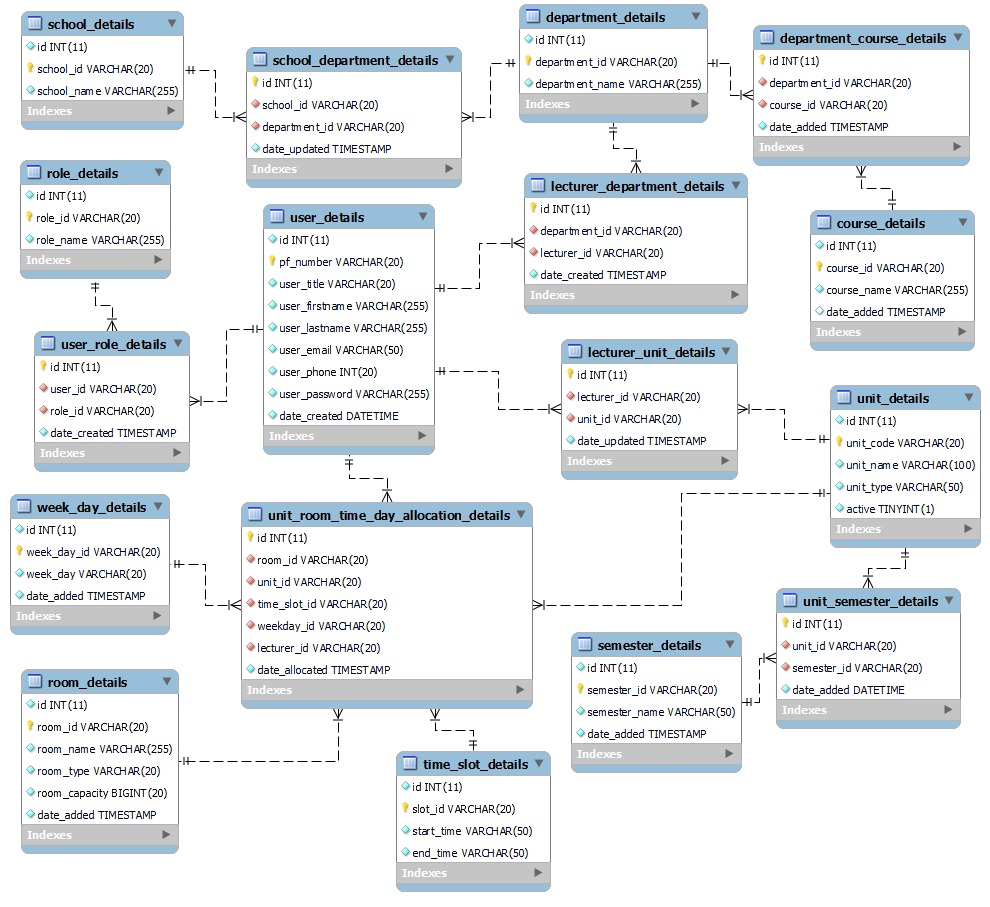 school_details
id INT(11)
school_id VARCHAR(20)
school_name VARCHAR(255)
Indexes
school_department_details
id INT(11)
school_id VARCHAR(20)
department_id VARCHAR(20)
date_updated TIMESTAMP
Indexes
department_details
id INT(11)
department_id VARCHAR(20)
department_name VARCHAR(255)
Indexes
department_course_details
id INT(11)
department_id VARCHAR(20)
course_id VARCHAR(20)
date_added TIMESTAMP
Indexes
role_details
id INT(11)
role_id VARCHAR(20)
role_name VARCHAR(255)
Indexes
user_details
id INT(11)
pf_number VARCHAR(20)
user_title VARCHAR(20)
user_firstname VARCHAR(255)
user_lastname VARCHAR(255)
user_email VARCHAR(50)
user_phone INT(20)
user_password VARCHAR(255)
date_created DATETIME
Indexes
lecturer_department_details
id INT(11)
department_id VARCHAR(20)
lecturer_id VARCHAR(20)
date_created TIMESTAMP
Indexes
course_details
id INT(11)
course_id VARCHAR(20)
course_name VARCHAR(255)
date_added TIMESTAMP
Indexes
user_role_details
id INT(11)
user_id VARCHAR(20)
role_id VARCHAR(20)
date_created TIMESTAMP
Indexes
lecturer_unit_details
id INT(11)
lecturer_id VARCHAR(20)
unit_id VARCHAR(20)
date_updated TIMESTAMP
Indexes
unit_details
id INT(11)
unit_code VARCHAR(20)
unit_name VARCHAR(100)
unit_type VARCHAR(50)
active TINYINT(1)
Indexes
week_day_details
id INT(11)
week_day_id VARCHAR(20)
week_day VARCHAR(20)
date_added TIMESTAMP
Indexes
unit_room_time_day_allocation_details
id INT(11)
room_id VARCHAR(20)
unit_id VARCHAR(20)
time_slot_id VARCHAR(20)
weekday_id VARCHAR(20)
lecturer_id VARCHAR(20)
date_allocated TIMESTAMP
Indexes
unit_semester_details
id INT(11)
unit_id VARCHAR(20)
semester_id VARCHAR(20)
date_added DATETIME
Indexes
semester_details
id INT(11)
semester_id VARCHAR(20)
semester_name VARCHAR(50)
date_added TIMESTAMP
Indexes
room_details
id INT(11)
room_id VARCHAR(20)
room_name VARCHAR(255)
room_type VARCHAR(20)
room_capacity BIGINT(20)
date_added TIMESTAMP
Indexes
time_slot_details
id INT(11)
slot_id VARCHAR(20)
start_time VARCHAR(50)
end_time VARCHAR(50)
Indexes